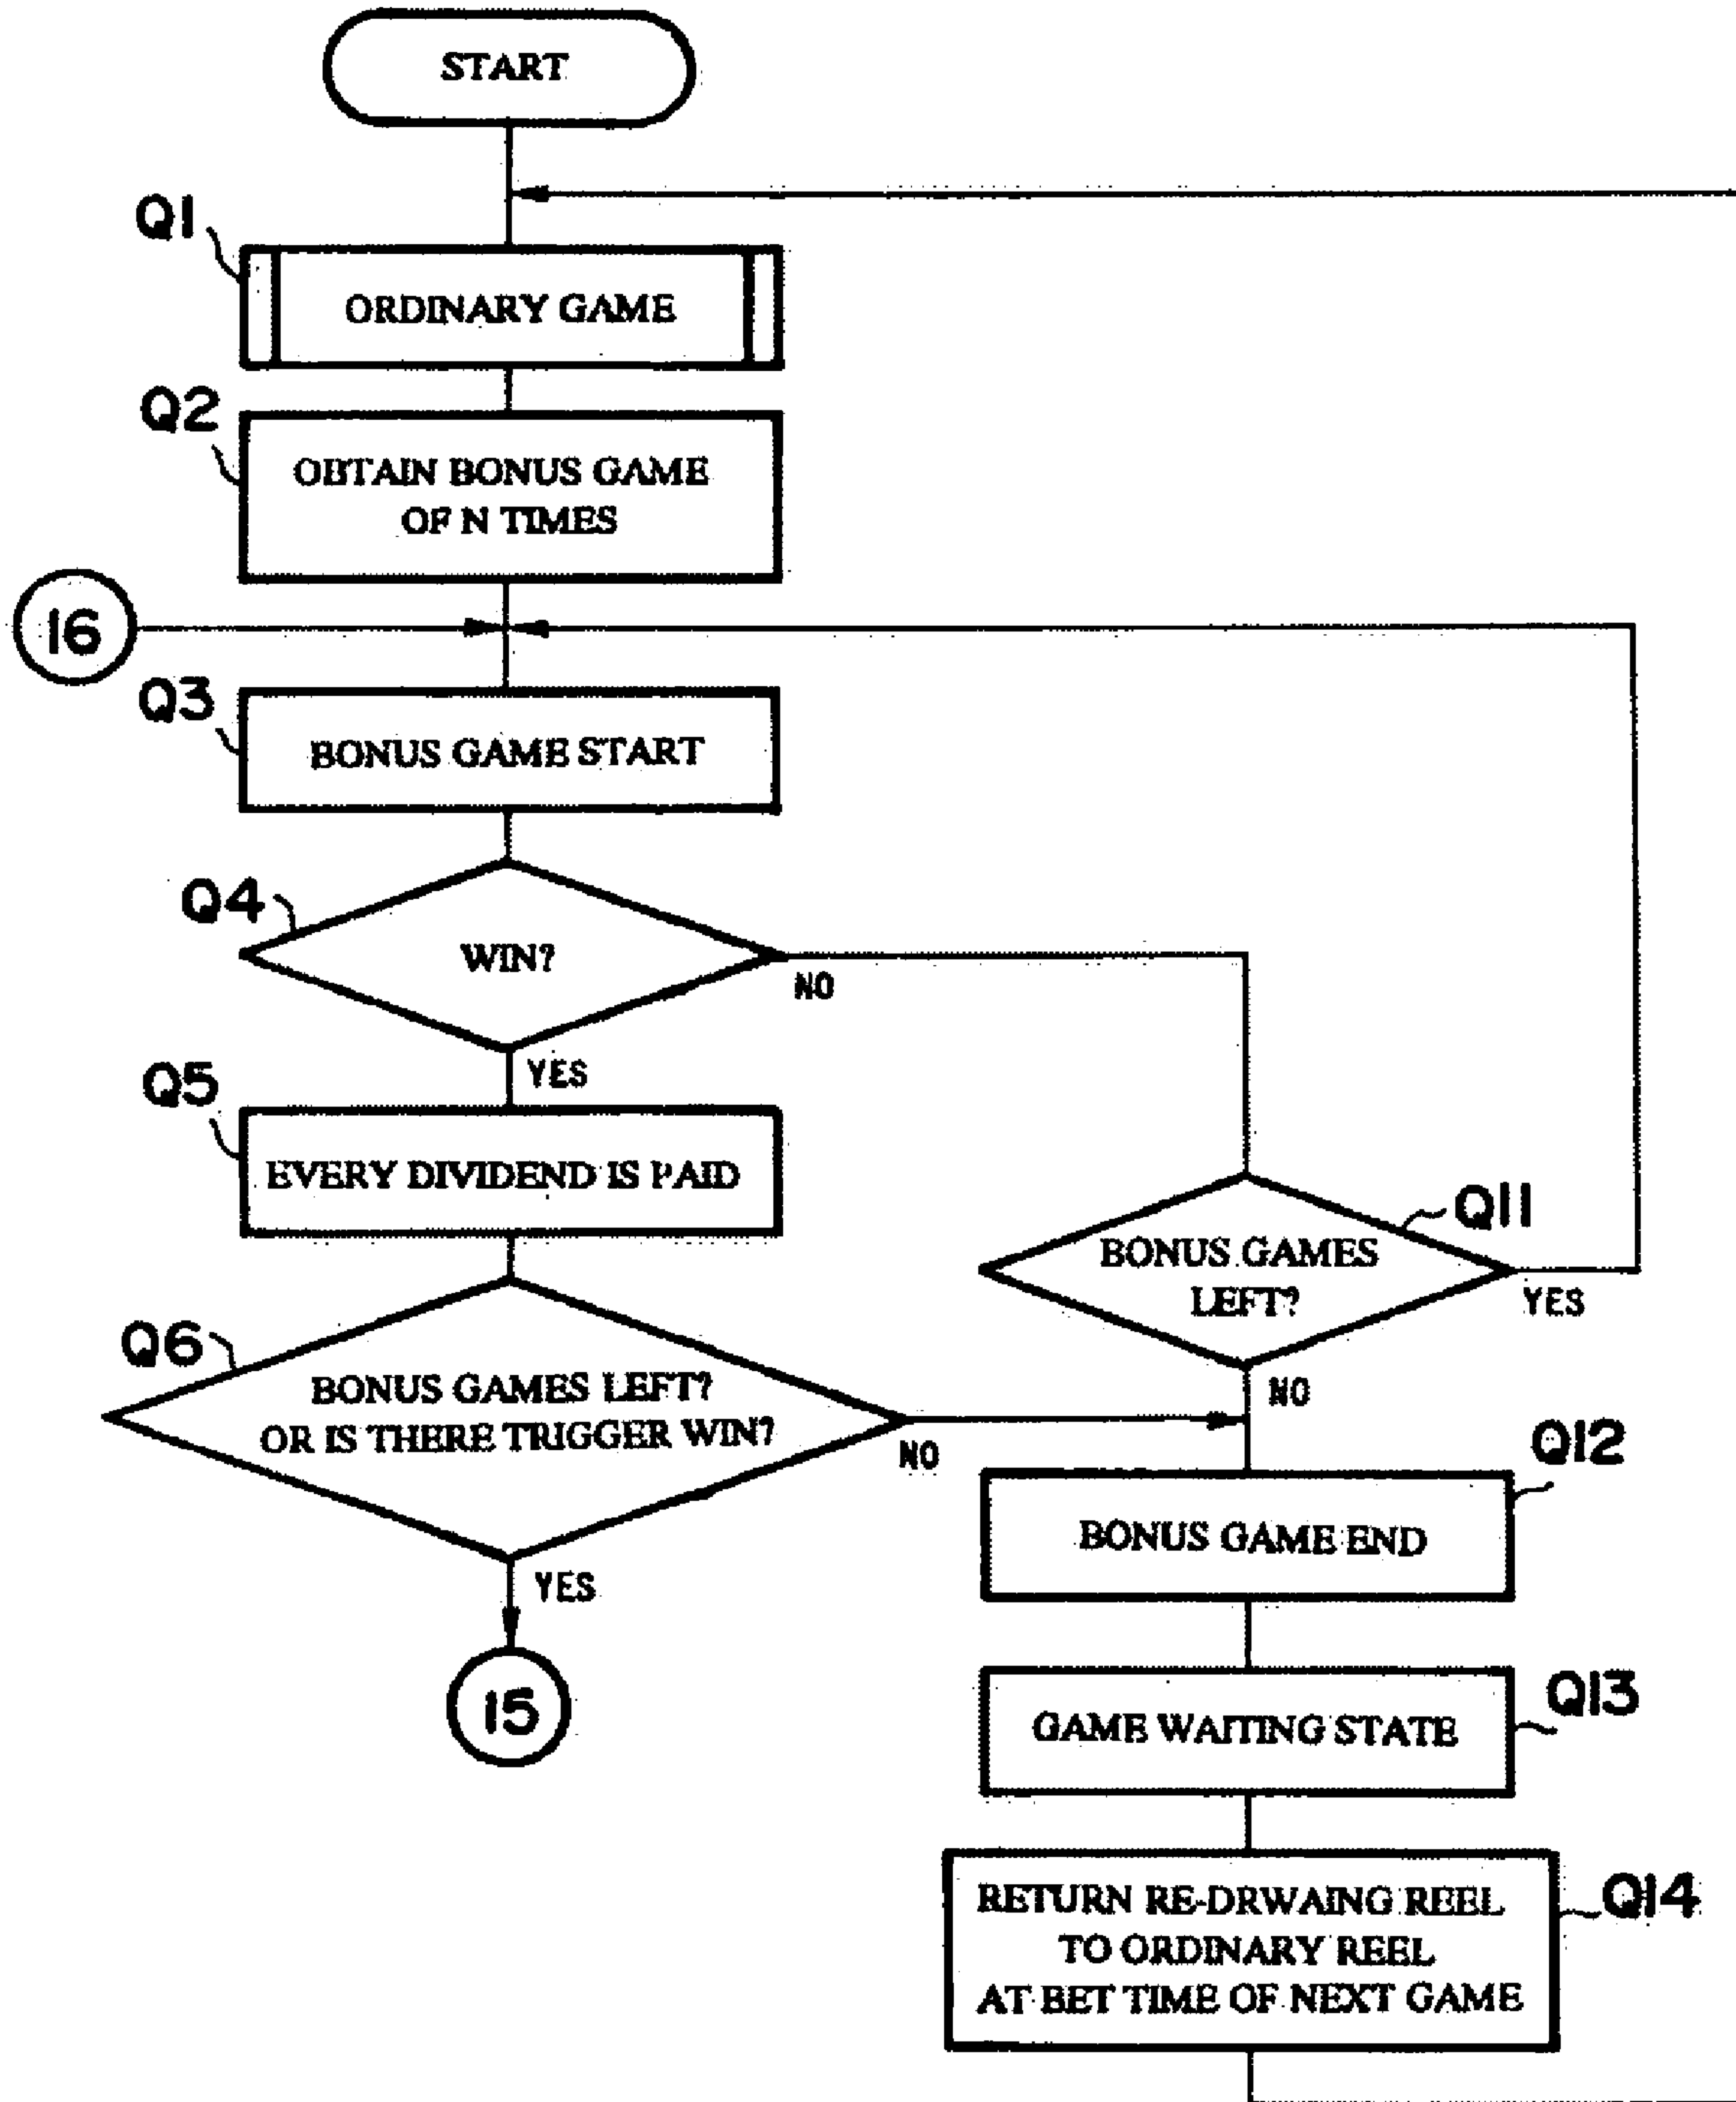 START
Q1
ORDINARY GAME
Q2
OBTAIN BONUS GAME
OF N TIMES
16
Q3
BONUS GAME START
Q4
WIN?
NO
YES
Q5
EVERY DIVIDEND IS PAID
Q11
BONUS GAMES
LEFT?
YES
NO
Q6
BONUS GAMES LEFT?
OR IS THERE TRIGGER WIN?
NO
YES
15
Q12
BONUS GAME END
Q13
GAME WAITING STATE
Q14
RETURN RE-DRWAING REEL
TO ORDINARY REEL
AT BET TIME OF NEXT GAME